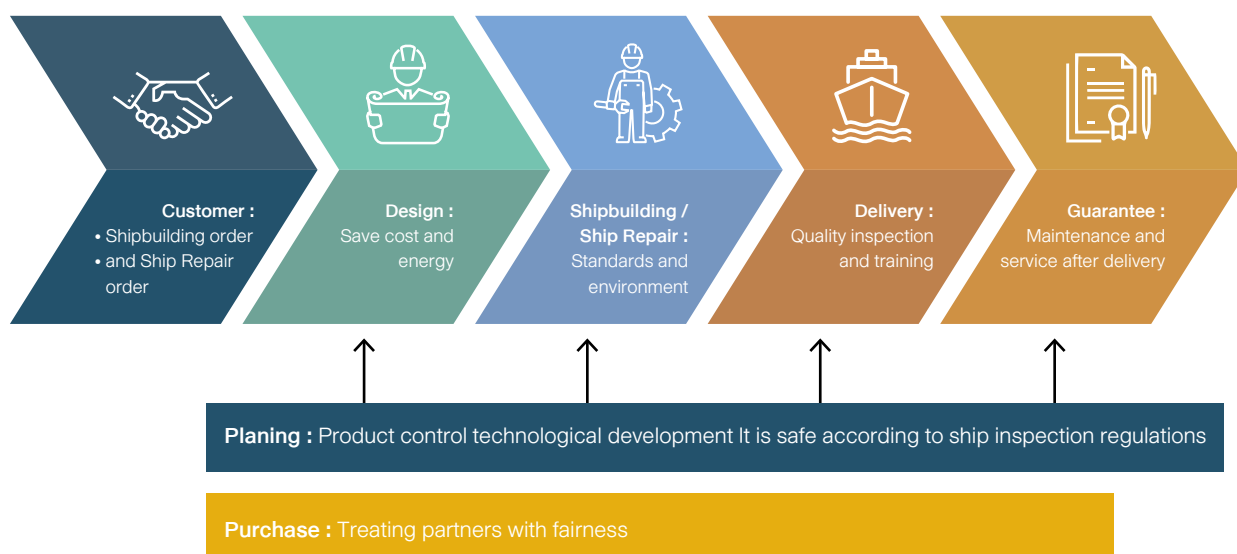 Customer :
• Shipbuilding order
• and Ship Repair
order
Design :
Save cost and
energy
Shipbuilding /
Ship Repair :
Standards and
environment
Delivery :
Quality inspection
and training
Guarantee :
Maintenance and
service after delivery
Planing : Product control technological development It is safe according to ship inspection regulations
Purchase : Treating partners with fairness